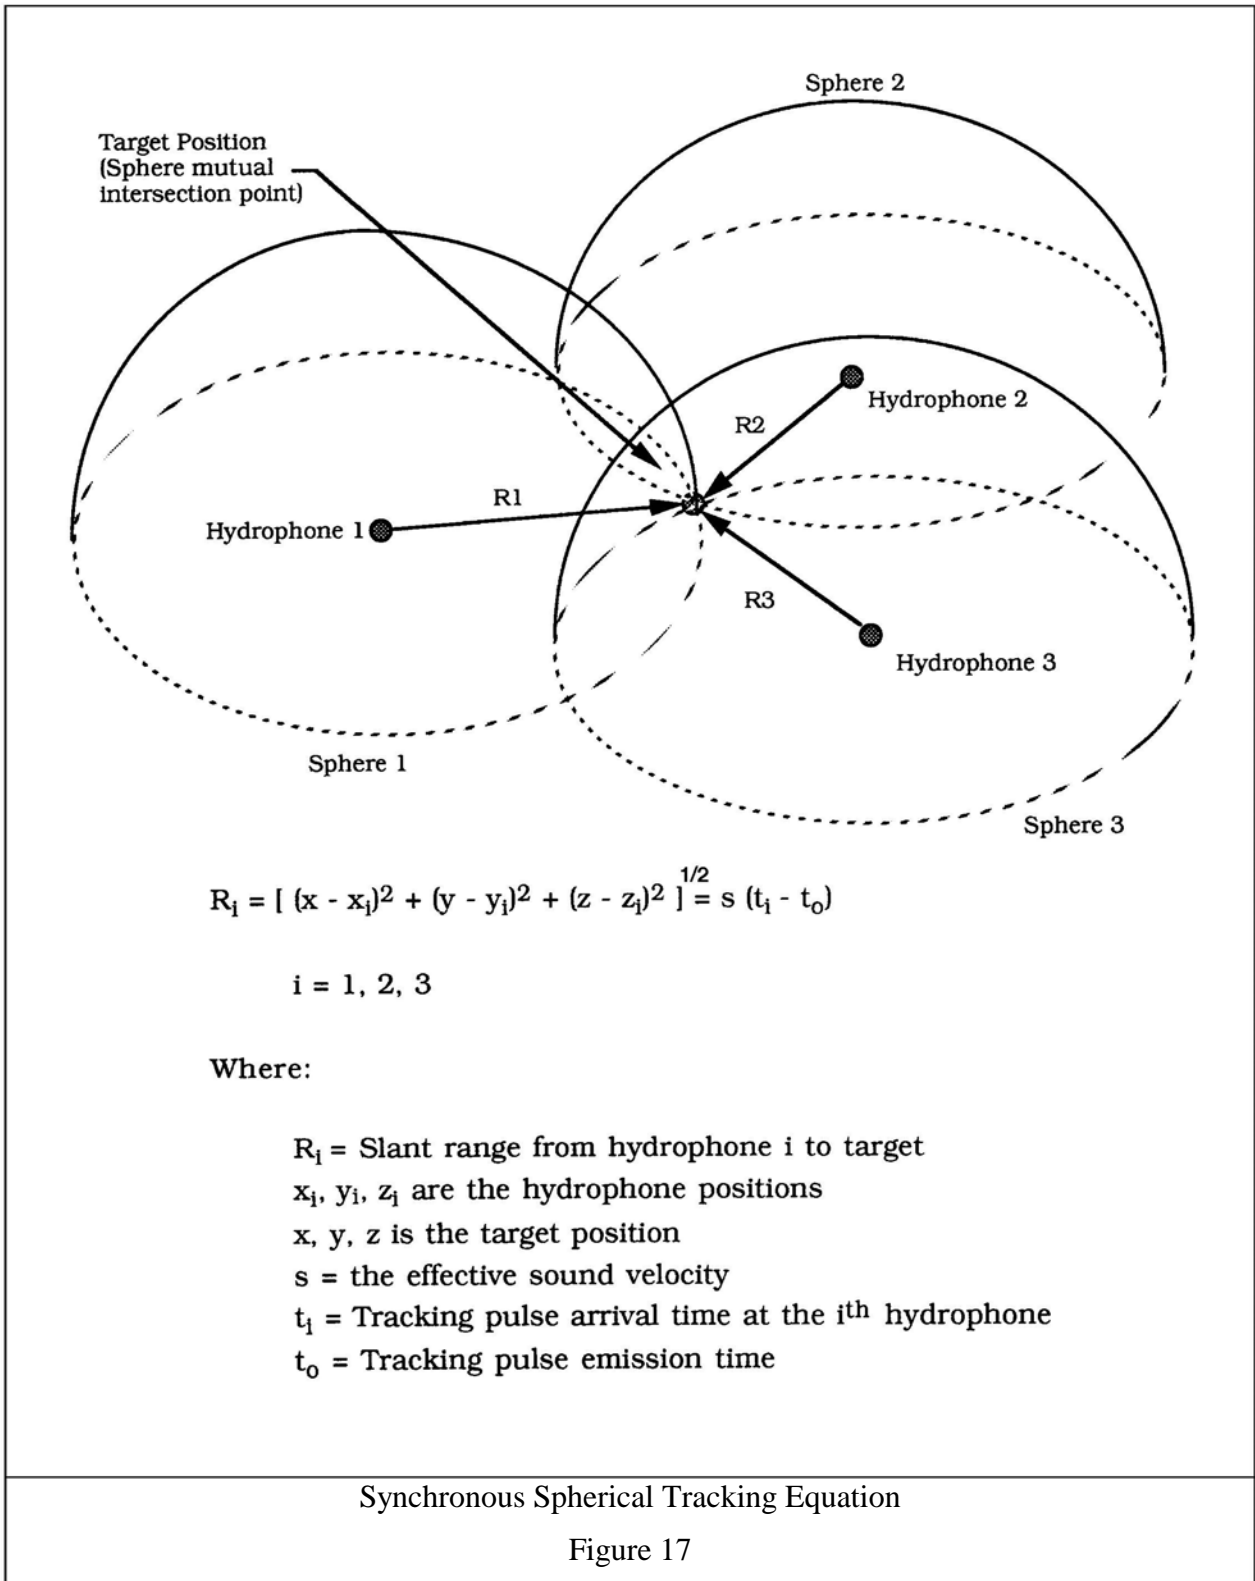 Sphere 2
Target Position
(Sphere mutual
intersection point)
Hydrophone 2
R2
R1
Hydrophone 1
R3
Hydrophone 3
Sphere 1
Sphere 3
Rᵢ = [ (x - xᵢ)² + (y - yᵢ)² + (z - zᵢ)² ]^1/2 = s (tᵢ - tₒ)
i = 1, 2, 3
Where:
Rᵢ = Slant range from hydrophone i to target
xᵢ, yᵢ, zᵢ are the hydrophone positions
x, y, z is the target position
s = the effective sound velocity
tᵢ = Tracking pulse arrival time at the iᵗʰ hydrophone
tₒ = Tracking pulse emission time
Synchronous Spherical Tracking Equation
Figure 17